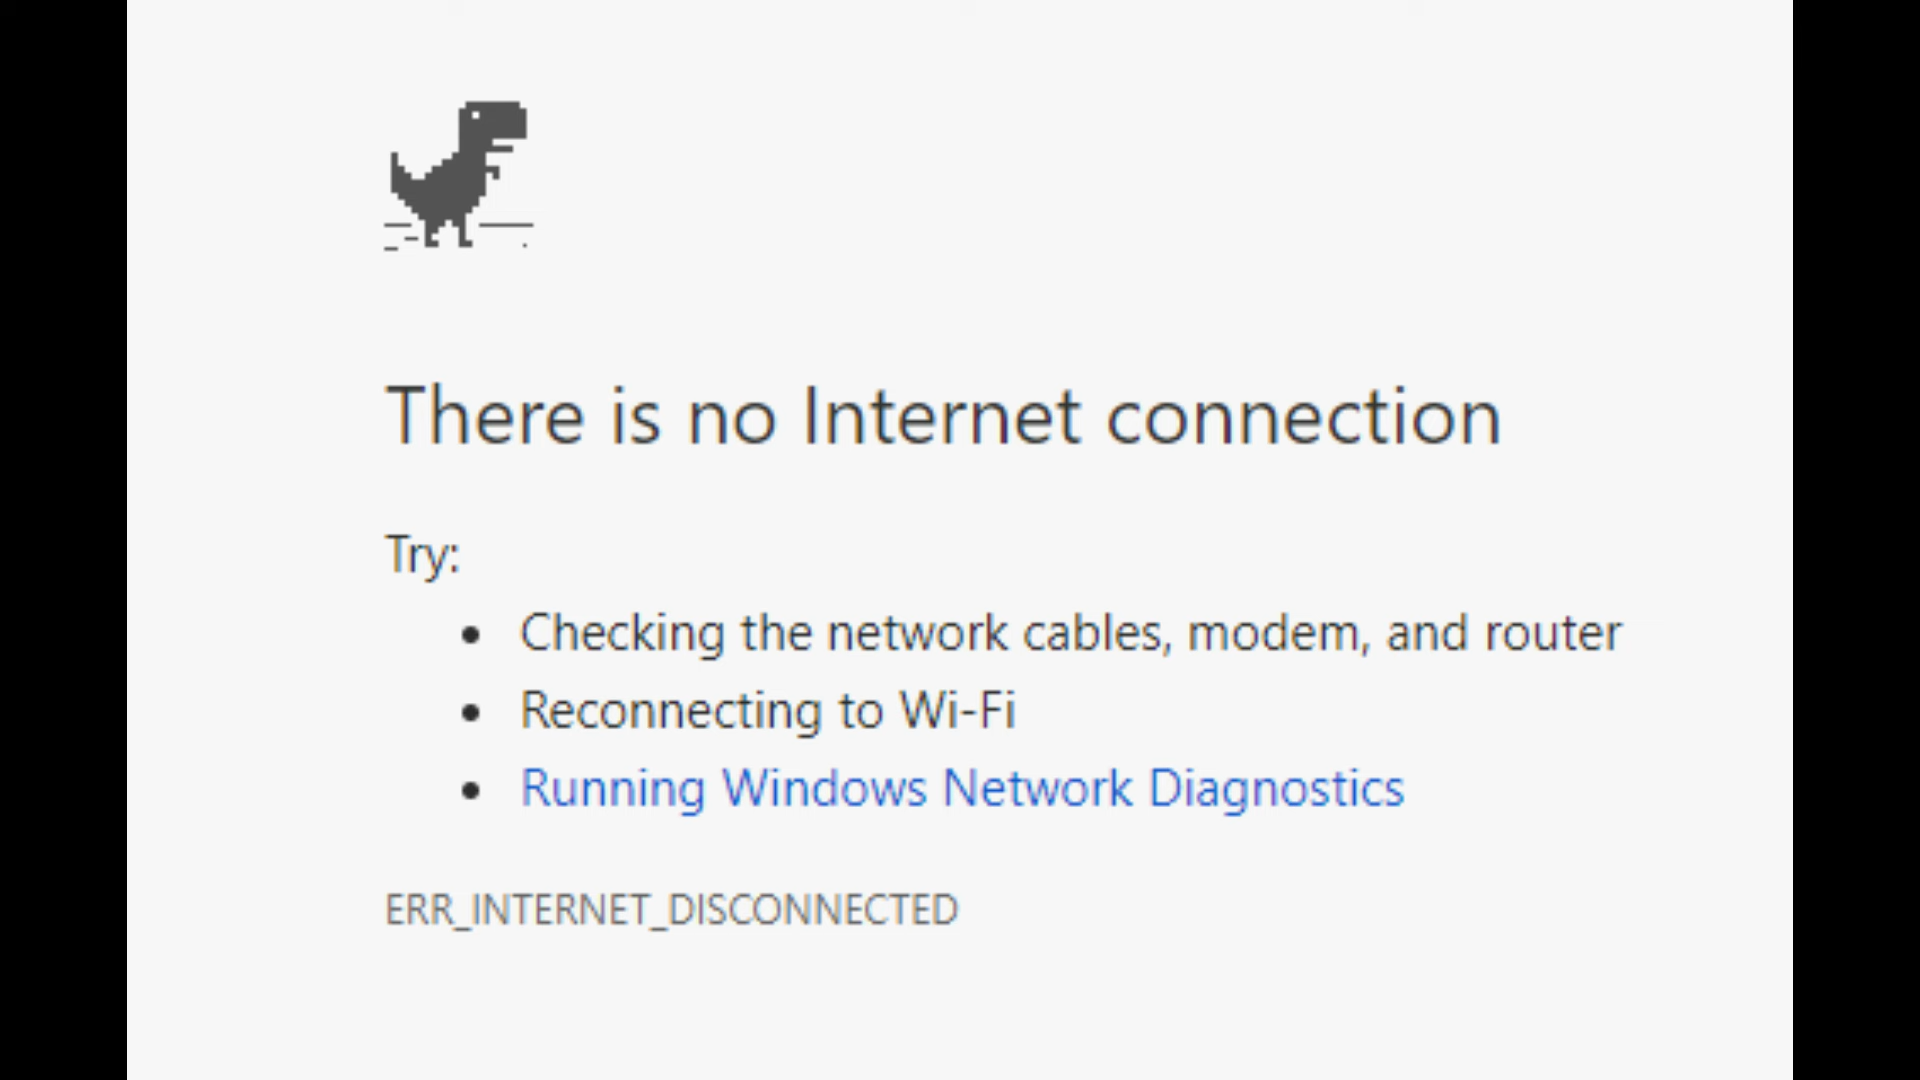 There is no Internet connection
Try:
Checking the network cables, modem, and router
Reconnecting to Wi-Fi
Running Windows Network Diagnostics
ERR_INTERNET_DISCONNECTED